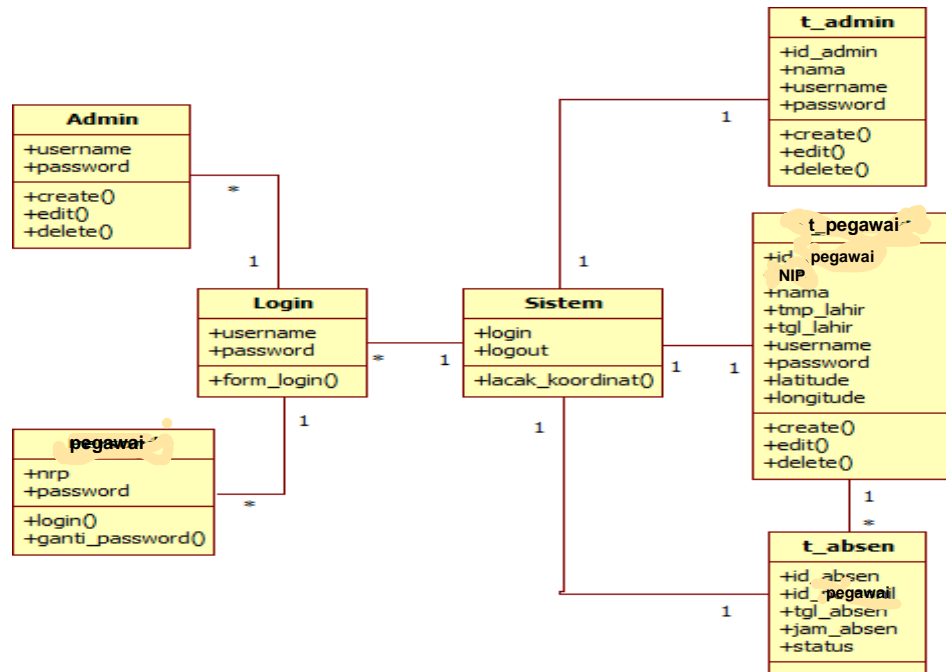 t_admin
+id_admin
+nama
+username
+password
+create()
+edit()
+delete()
Admin
+username
+password
+create()
+edit()
+delete()
*
1
1
1
t_pegawai
+id pegawai
NIP
+nama
+tmp_lahir
+tgl_lahir
+username
+password
+latitude
+longitude
+create()
+edit()
+delete()
Login
+username
+password
+form_login()
*
1
Sistem
+login
+logout
+lacak_koordinat()
1
1
1
1
pegawai
+nrp
+password
+login()
+ganti_password()
*
1
*
t_absen
+id_absen
+id_pegawai
+tgl_absen
+jam_absen
+status
1